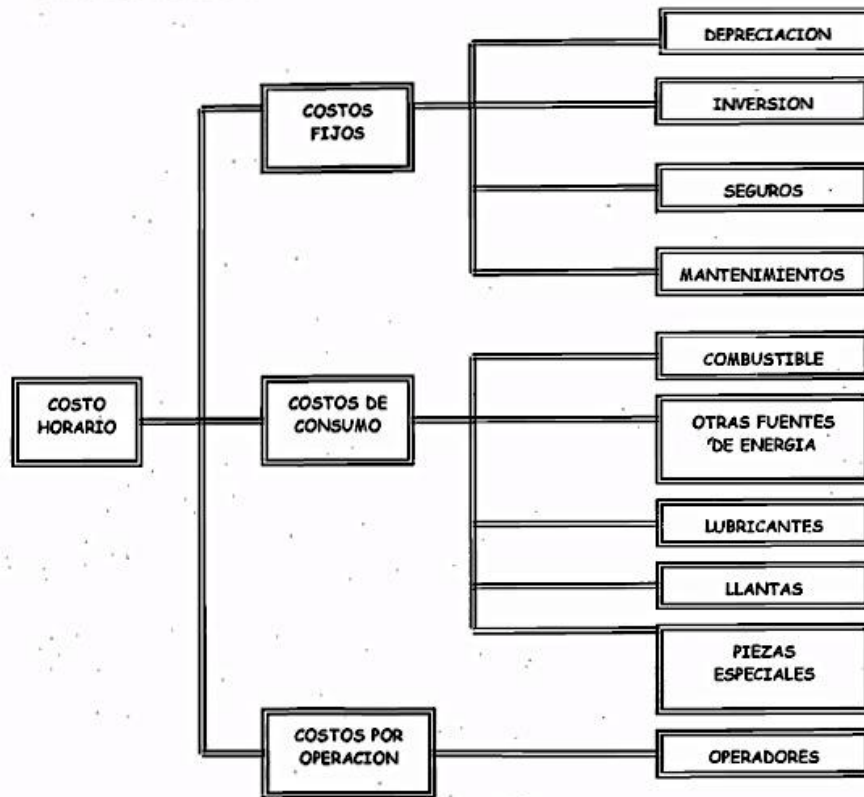 DEPRECIACION
COSTOS
FIJOS
INVERSION
SEGUROS
MANTENIMIENTOS
COSTO
HORARIO
COSTOS DE
CONSUMO
COMBUSTIBLE
OTRAS FUENTES
DE ENERGIA
LUBRICANTES
LLANTAS
PIEZAS
ESPECIALES
COSTOS POR
OPERACION
OPERADORES